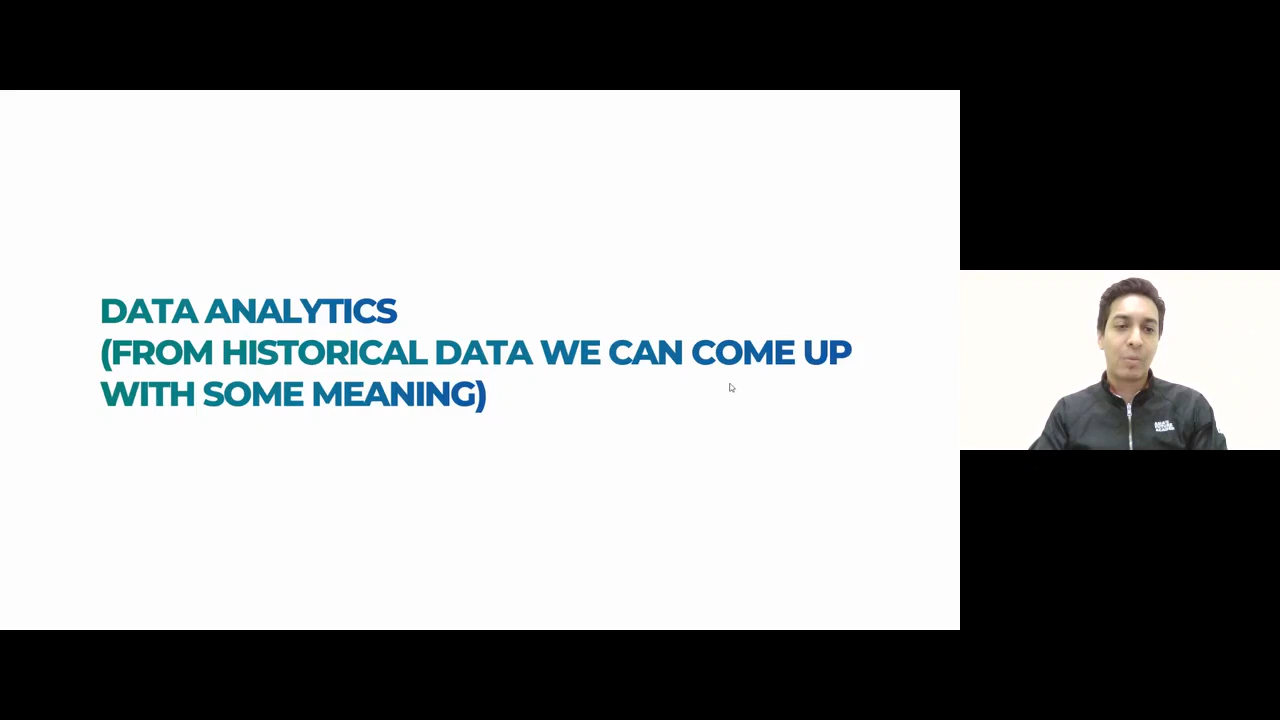 DATA ANALYTICS
(FROM HISTORICAL DATA WE CAN COME UP
WITH SOME MEANING)